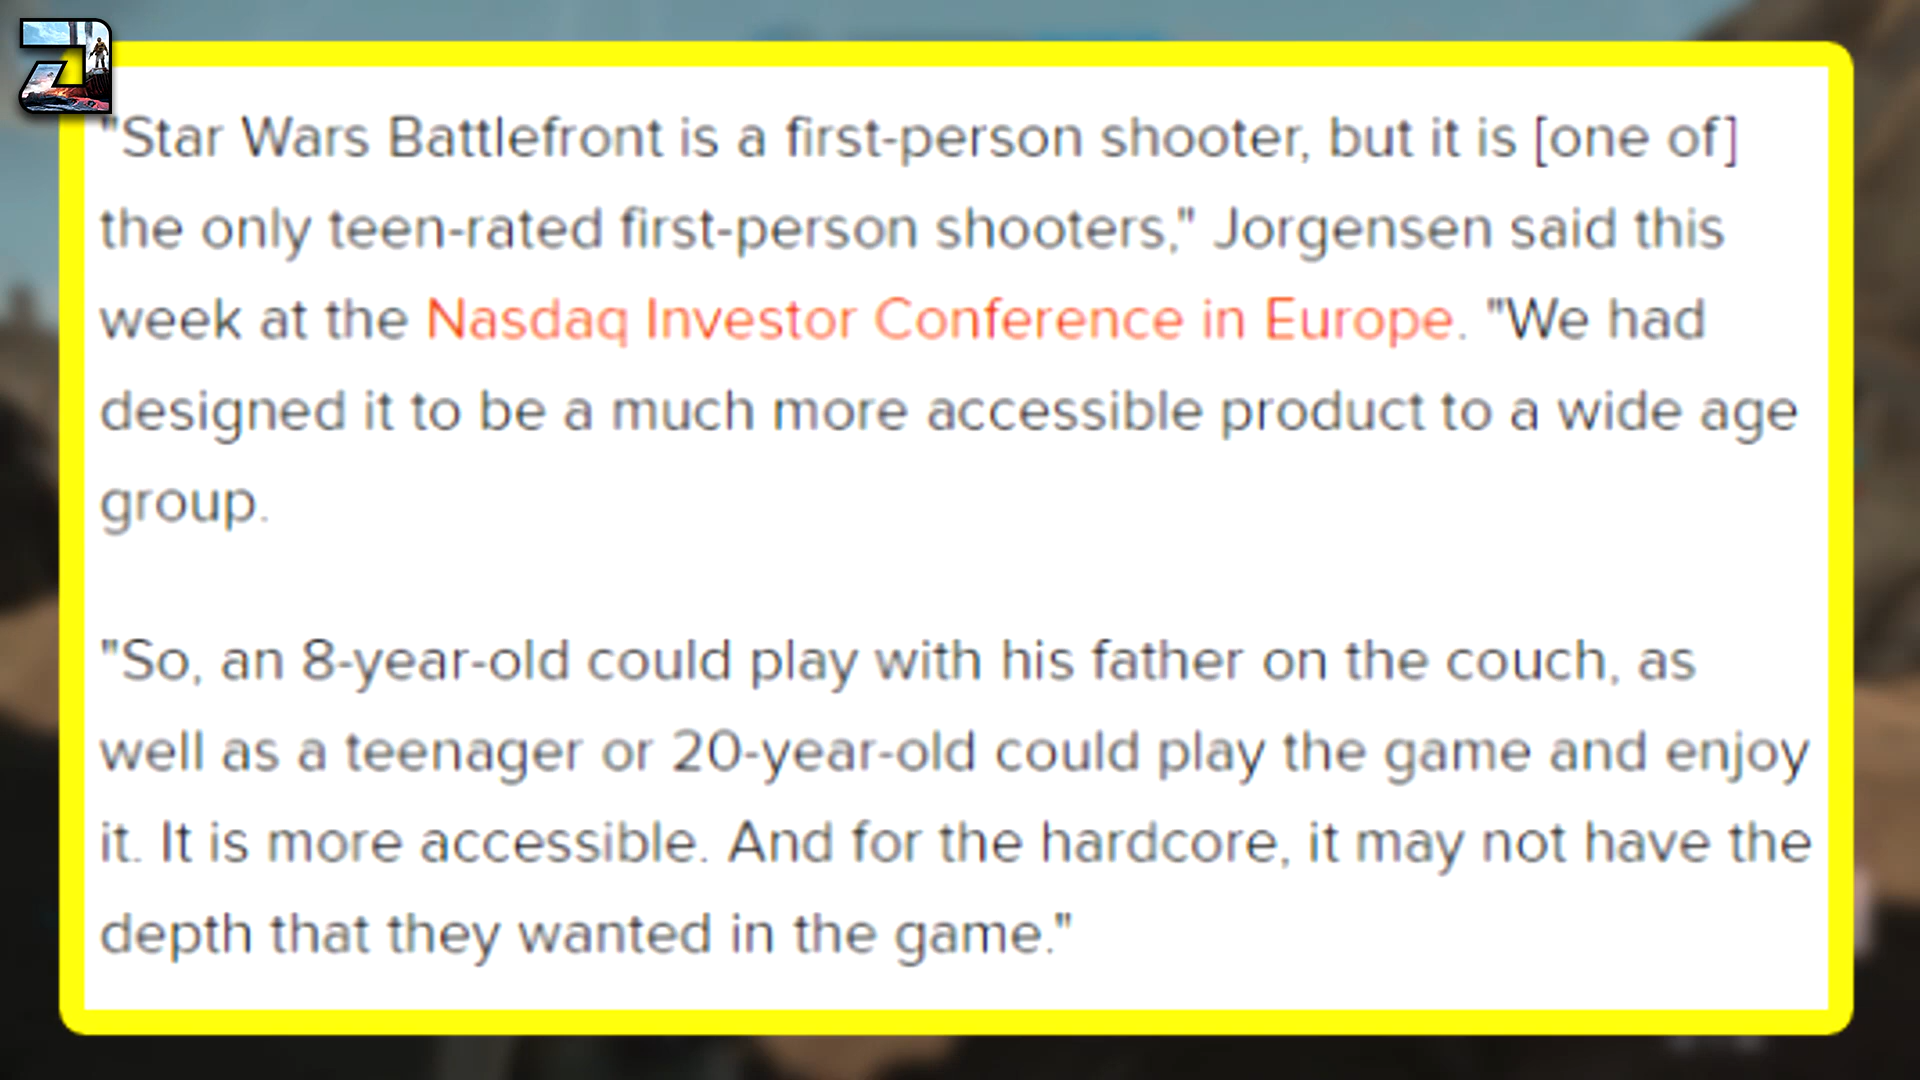 "Star Wars Battlefront is a first-person shooter, but it is [one of]
the only teen-rated first-person shooters," Jorgensen said this
week at the Nasdaq Investor Conference in Europe. "We had
designed it to be a much more accessible product to a wide age
group.
"So, an 8-year-old could play with his father on the couch, as
well as a teenager or 20-year-old could play the game and enjoy
it. It is more accessible. And for the hardcore, it may not have the
depth that they wanted in the game."